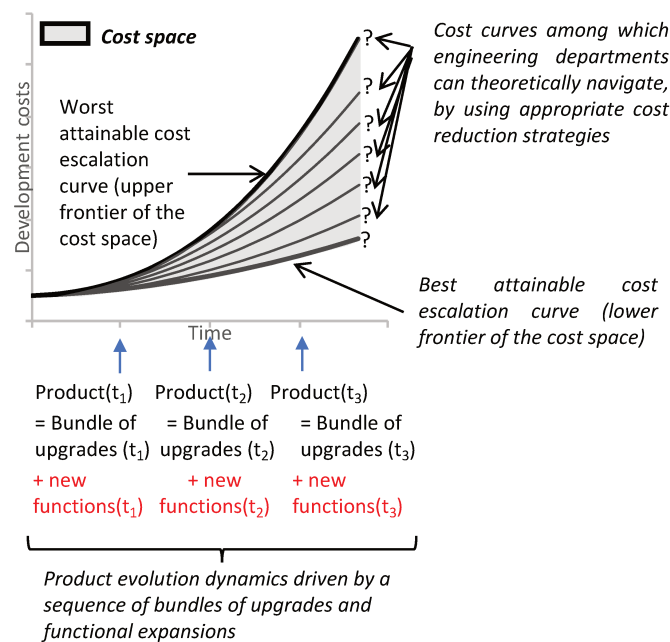 Cost space
Cost curves among which
engineering departments
can theoretically navigate,
by using appropriate cost
reduction strategies
Worst
attainable cost
escalation
curve (upper
frontier of the
cost space)
Development costs
?
?
?
?
?
?
?
Best attainable cost
escalation curve (lower
frontier of the cost space)
Time
Product(t₁)
= Bundle of
upgrades (t₁)
+ new
functions(t₁)
Product(t₂)
= Bundle of
upgrades (t₂)
+ new
functions(t₂)
Product(t₃)
= Bundle of
upgrades (t₃)
+ new
functions(t₃)
Product evolution dynamics driven by a
sequence of bundles of upgrades and
functional expansions